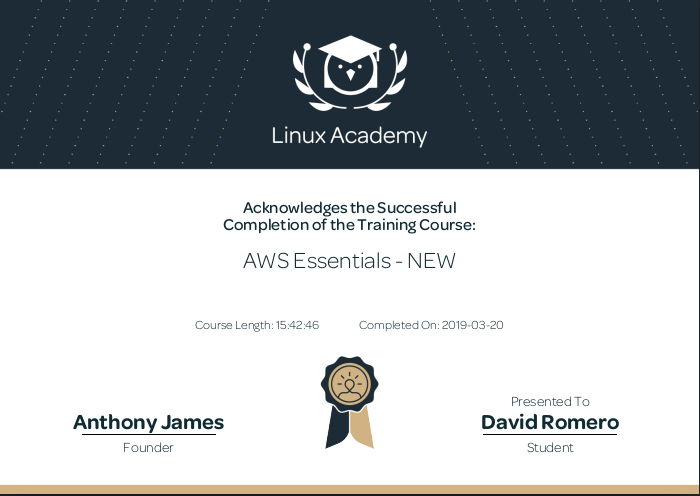 Linux Academy
Acknowledges the Successful
Completion of the Training Course:
AWS Essentials - NEW
Course Length: 15:42:46
Completed On: 2019-03-20
Anthony James
Founder
Presented To
David Romero
Student